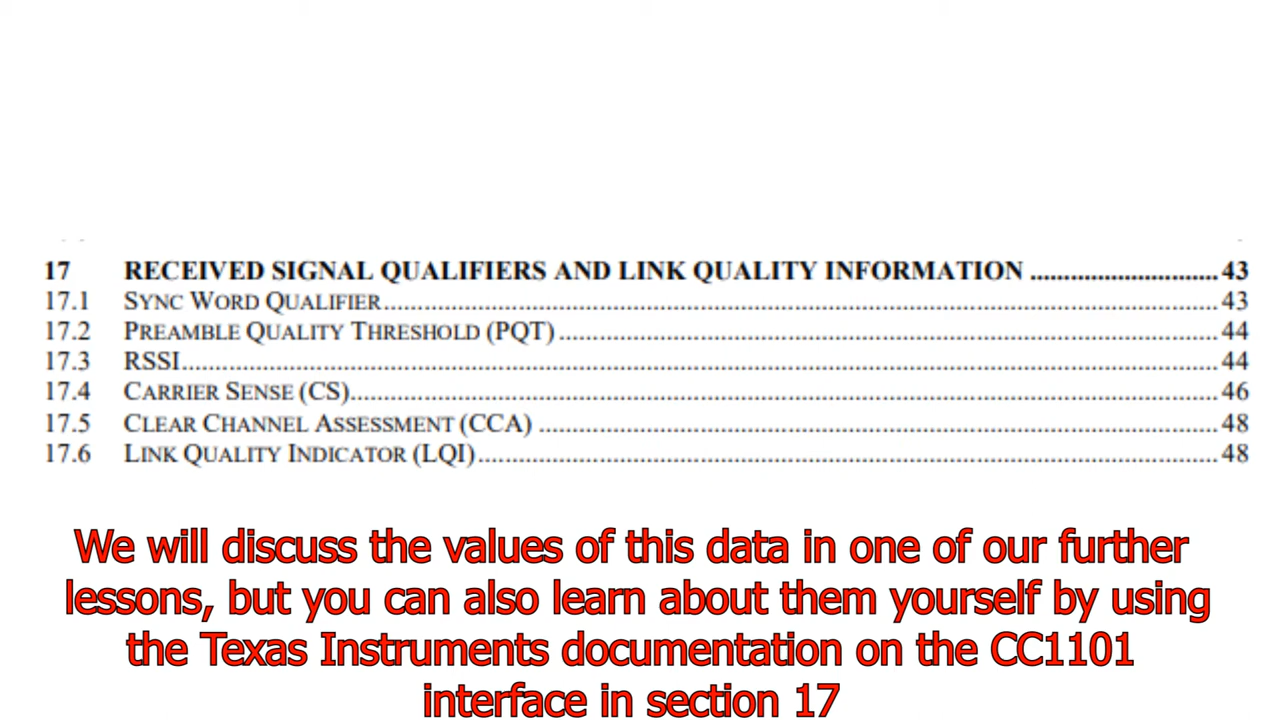 17 RECEIVED SIGNAL QUALIFIERS AND LINK QUALITY INFORMATION ............................ 43
17.1 SYNC WORD QUALIFIER ............................ 43
17.2 PREAMBLE QUALITY THRESHOLD (PQT) ............................ 44
17.3 RSSI ............................ 44
17.4 CARRIER SENSE (CS) ............................ 46
17.5 CLEAR CHANNEL ASSESSMENT (CCA) ............................ 48
17.6 LINK QUALITY INDICATOR (LQI) ............................ 48
We will discuss the values of this data in one of our further
lessons, but you can also learn about them yourself by using
the Texas Instruments documentation on the CC1101
interface in section 17